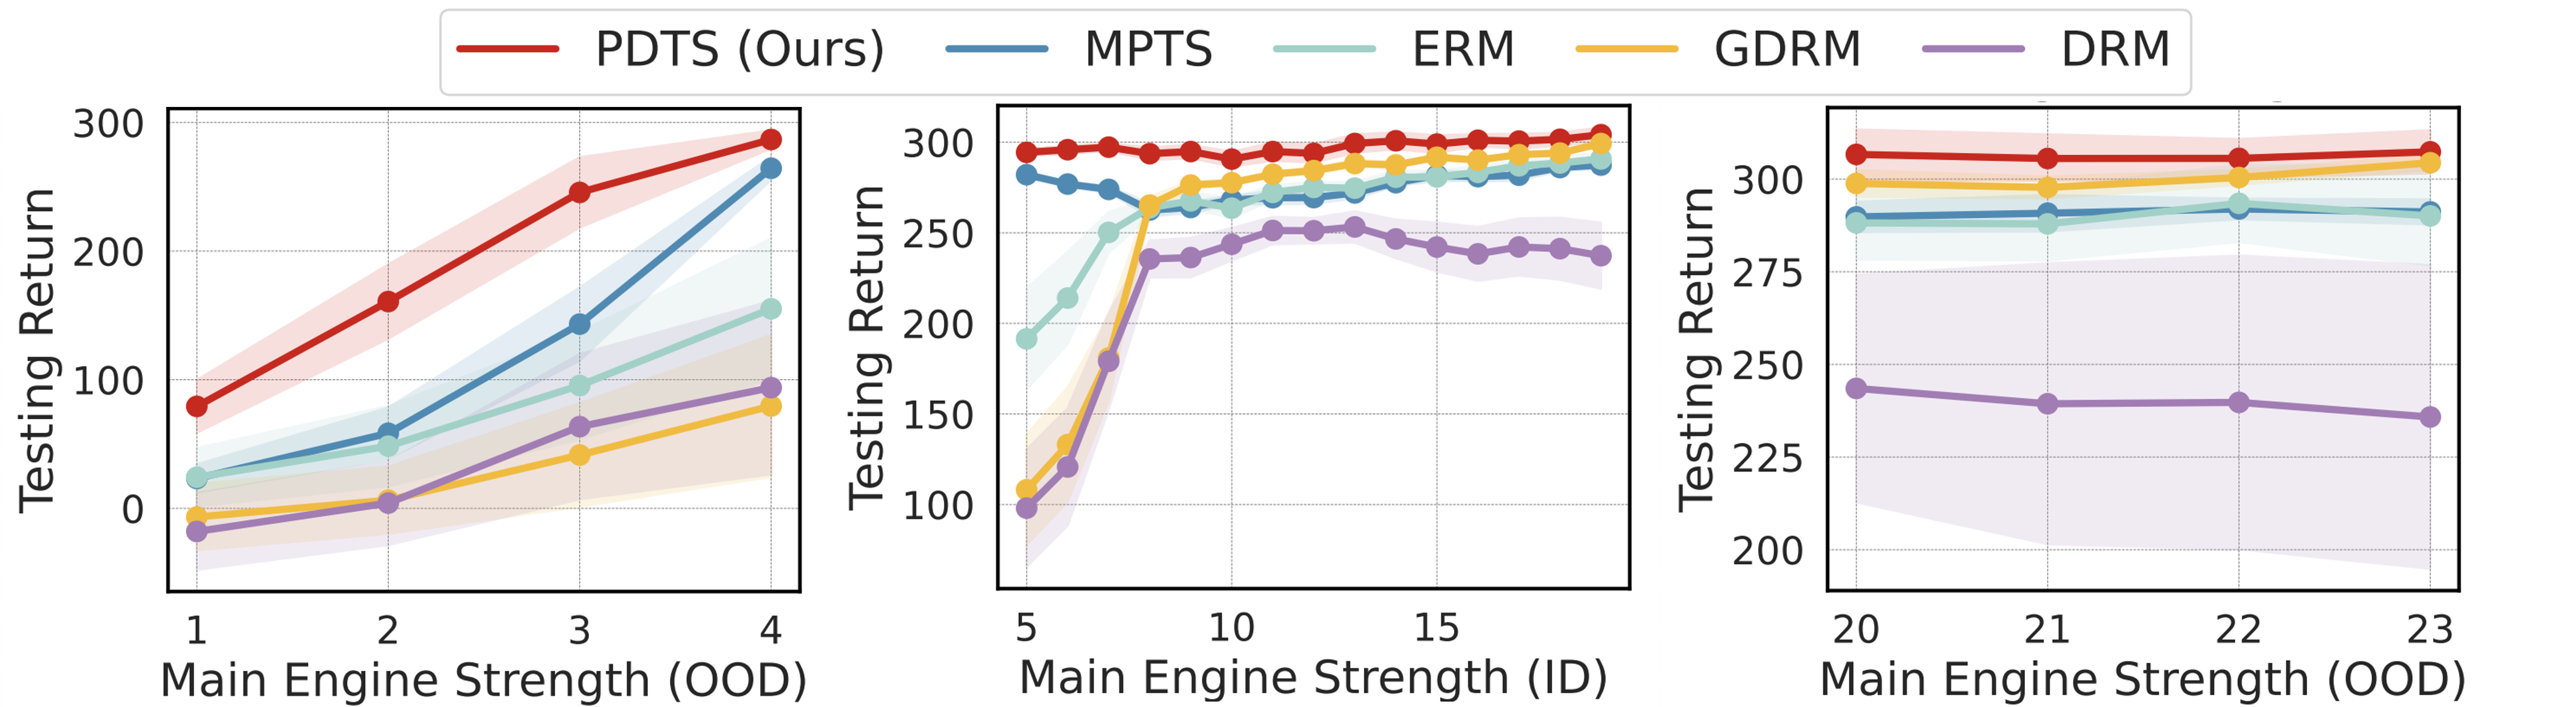 PDTS (Ours) MPTS ERM GDRM DRM
Testing Return
300
200
100
0
1 2 3 4
Main Engine Strength (OOD)
Testing Return
300
250
200
150
100
5 10 15
Main Engine Strength (ID)
Testing Return
300
275
250
225
200
20 21 22 23
Main Engine Strength (OOD)